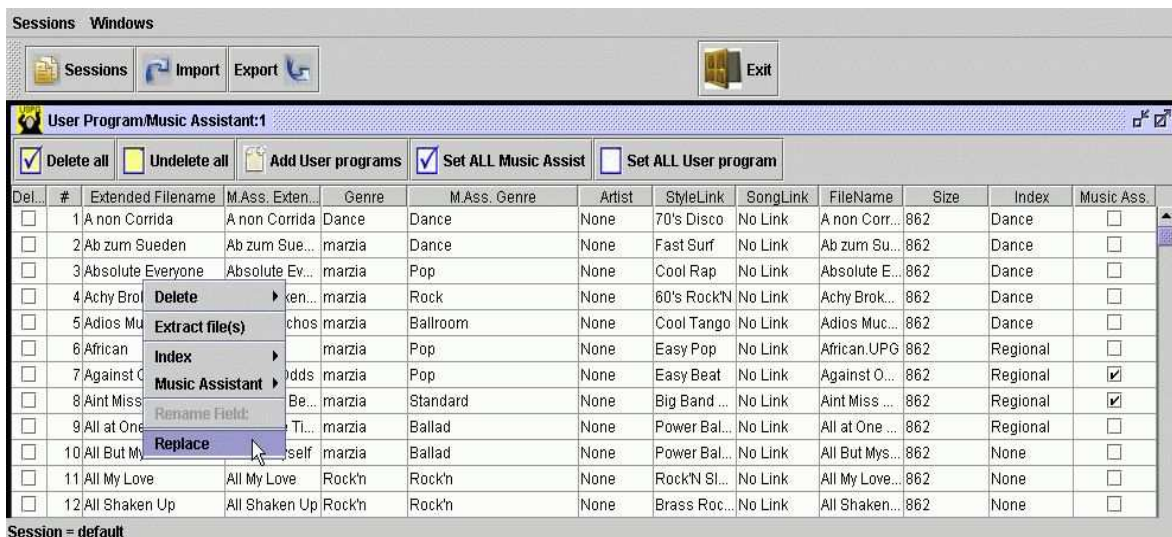 Sessions Windows
Sessions Import Export Exit
User Program/Music Assistant:1
Delete all Undelete all Add User programs Set ALL Music Assist Set ALL User program
Del... # Extended Filename M.Ass. Exten... Genre M.Ass. Genre Artist StyleLink SongLink FileName Size Index Music Ass.
1 A non Corrida A non Corrida Dance Dance None 70's Disco No Link A non Corr... 862 Dance
2 Ab zum Sueden Ab zum Sue... marzia Dance None Fast Surf No Link Ab zum Su... 862 Dance
3 Absolute Everyone Absolute Ev... marzia Pop None Cool Rap No Link Absolute E... 862 Dance
4 Achy Brok ken... marzia Rock None 60's Rock'N No Link Achy Brok... 862 Dance
5 Adios Mu chos marzia Ballroom None Cool Tango No Link Adios Muc... 862 Dance
6 African marzia Pop None Easy Pop No Link African.UPG 862 Regional
7 Against O dds marzia Pop None Easy Beat No Link Against O... 862 Regional
8 Aint Miss Be... marzia Standard None Big Band ... No Link Aint Miss ... 862 Regional
9 All at One Ti... marzia Ballad None Power Bal... No Link All at One ... 862 Regional
10 All But My yself marzia Ballad None Power Bal... No Link All But Mys... 862 None
11 All My Love All My Love Rock'n Rock'n None Rock'N Sl... No Link All My Love... 862 None
12 All Shaken Up All Shaken Up Rock'n Rock'n None Brass Roc... No Link All Shaken... 862 None
Delete
Extract file(s)
Index
Music Assistant
Rename Field:
Replace
Session = default